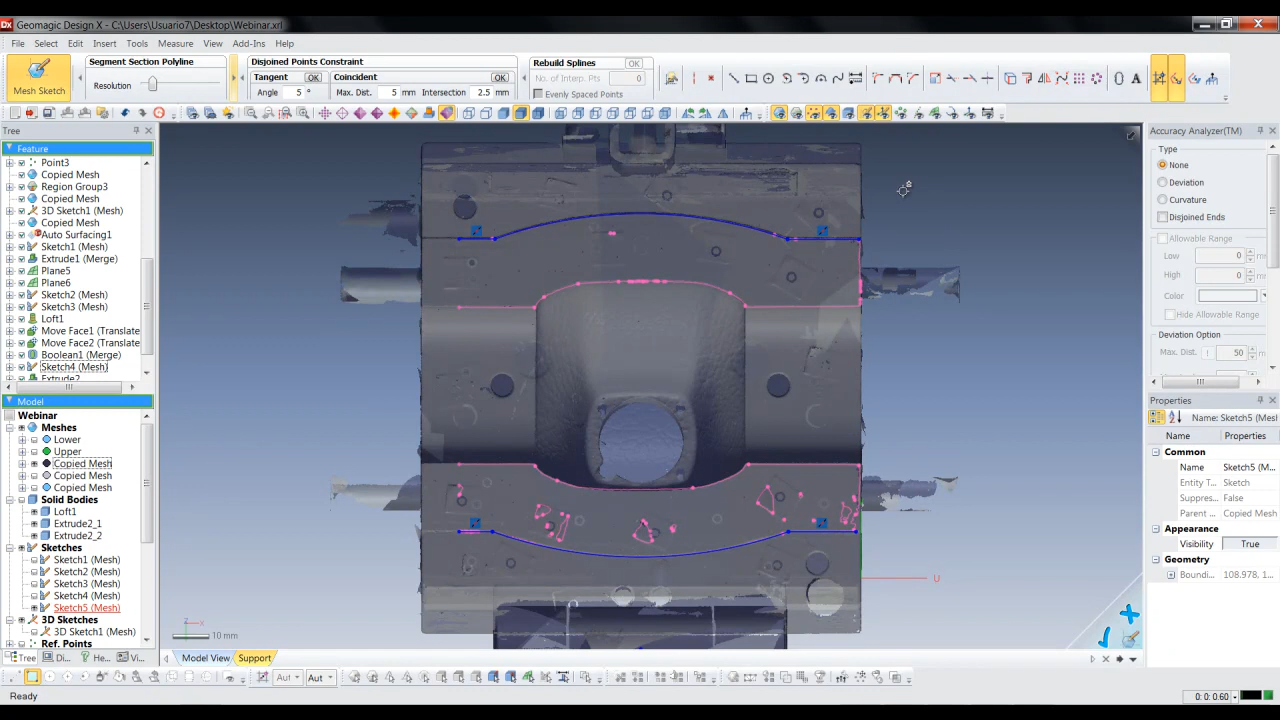 Dx Geomagic Design X - C:\Users\Usuario7\Desktop\Webinar.xrl
File Select Edit Insert Tools Measure View Add-Ins Help
Mesh Sketch
Segment Section Polyline
Resolution
Disjoined Points Constraint
Tangent OK Coincident OK
Angle 5 ° Max. Dist. 5 mm Intersection 2.5 mm
Rebuild Splines OK
No. of Interp. Pts 0
Evenly Spaced Points
Tree
Feature
Point3
Copied Mesh
Region Group3
Copied Mesh
3D Sketch1 (Mesh)
Copied Mesh
Auto Surfacing1
Sketch1 (Mesh)
Extrude1 (Merge)
Plane5
Plane6
Sketch2 (Mesh)
Sketch3 (Mesh)
Loft1
Move Face1 (Translate
Move Face2 (Translate
Boolean1 (Merge)
Sketch4 (Mesh)
Extrude2
Model
Webinar
Meshes
Lower
Upper
Copied Mesh
Copied Mesh
Copied Mesh
Solid Bodies
Loft1
Extrude2_1
Extrude2_2
Sketches
Sketch1 (Mesh)
Sketch2 (Mesh)
Sketch3 (Mesh)
Sketch4 (Mesh)
Sketch5 (Mesh)
3D Sketches
3D Sketch1 (Mesh)
Ref. Points
Tree Di... He... Vi...
U
10 mm
Model View Support
Accuracy Analyzer(TM)
Type
None
Deviation
Curvature
Disjoined Ends
Allowable Range
Low 0 m
High 0 m
Color
Hide Allowable Range
Deviation Option
Max. Dist. 50
Properties
Name: Sketch5 (Mesl
Name Properties
Common
Name Sketch5 (M...
Entity T... Sketch
Suppres... False
Parent ... Copied Mesh
Appearance
Visibility True
Geometry
Boundi... 108.978. 1...
Aut Aut
Ready
0: 0: 0.60